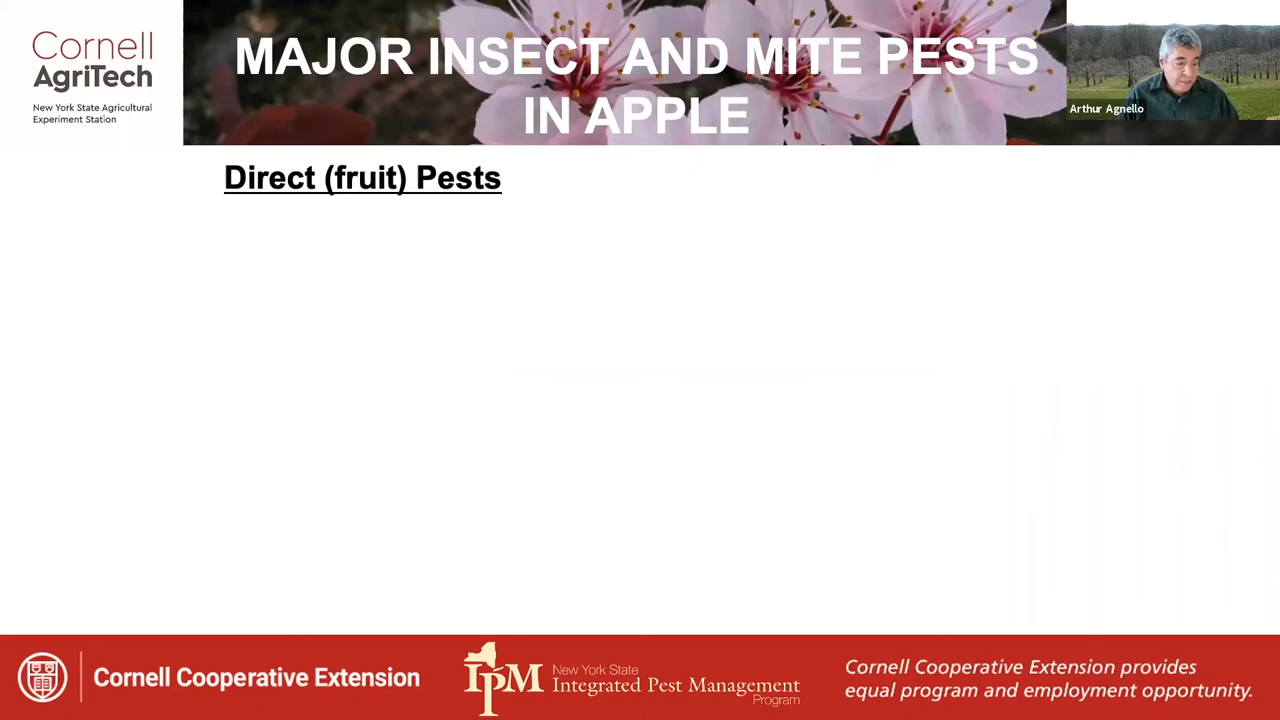 Cornell
AgriTech
New York State Agricultural
Experiment Station
MAJOR INSECT AND MITE PESTS
IN APPLE
Arthur Agnello
Direct (fruit) Pests
Cornell Cooperative Extension
IPM
New York State
Integrated Pest Management
Program
Cornell Cooperative Extension provides
equal program and employment opportunity.